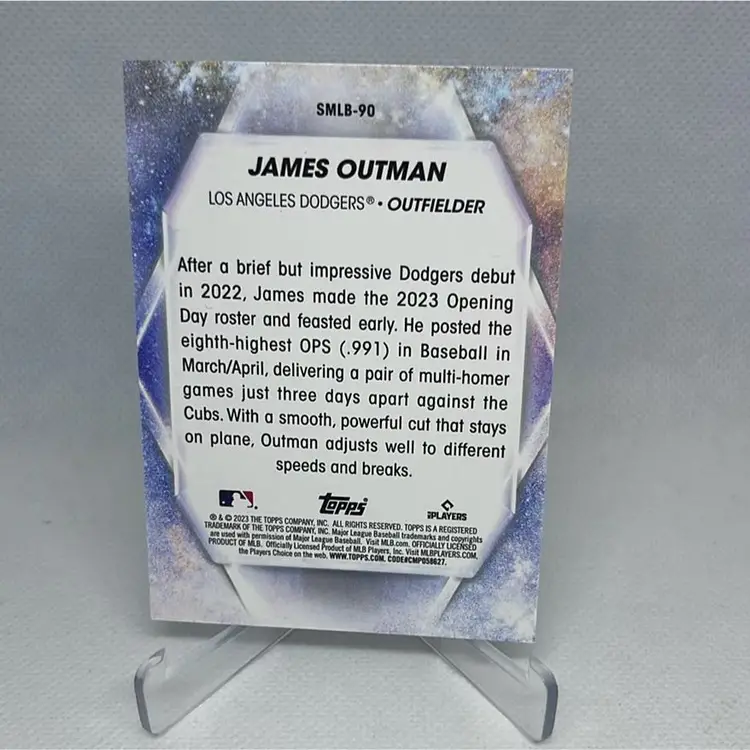 SMLB-90
JAMES OUTMAN
LOS ANGELES DODGERS® • OUTFIELDER
After a brief but impressive Dodgers debut
in 2022, James made the 2023 Opening
Day roster and feasted early. He posted the
eighth-highest OPS (.991) in Baseball in
March/April, delivering a pair of multi-homer
games just three days apart against the
Cubs. With a smooth, powerful cut that stays
on plane, Outman adjusts well to different
speeds and breaks.
Topps
PLAYERS
® & © 2023 THE TOPPS COMPANY, INC. ALL RIGHTS RESERVED. TOPPS IS A REGISTERED
TRADEMARK OF THE TOPPS COMPANY, INC. Major League Baseball trademarks and copyrights
are used with permission of Major League Baseball. Visit MLB.com. OFFICIALLY LICENSED
PRODUCT OF MLB. Officially Licensed Product of MLB Players, Inc. Visit MLBPLAYERS.COM,
the Players Choice on the web. WWW.TOPPS.COM. CODE#CMP058627.